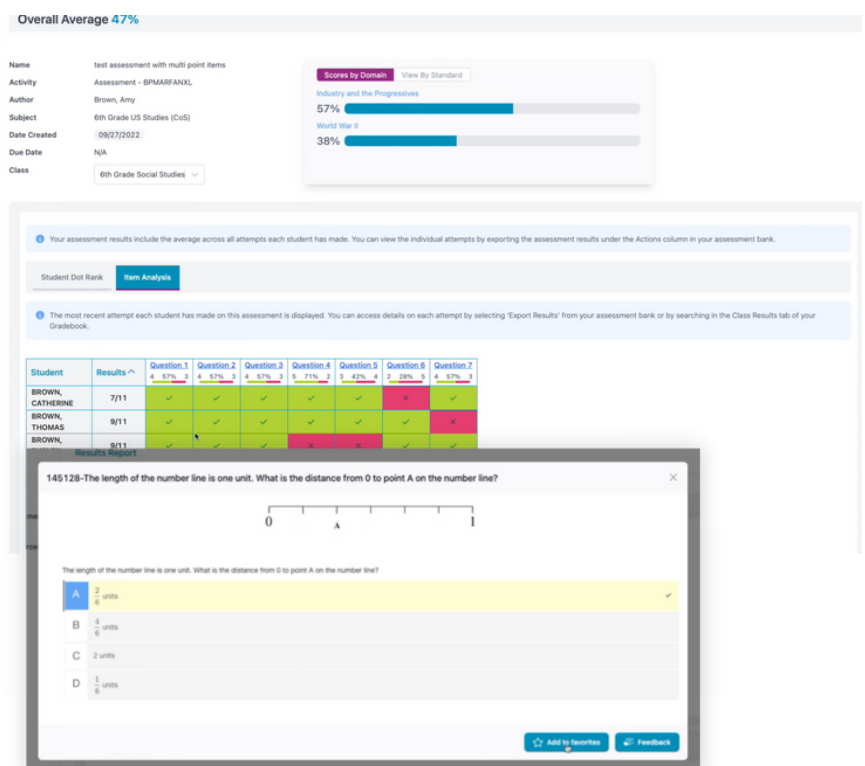 Overall Average 47%
Name test assessment with multi point items
Activity Assessment - BPMARFANXL
Author Brown, Amy
Subject 6th Grade US Studies (CoS)
Date Created 09/27/2022
Due Date N/A
Class 6th Grade Social Studies
Scores by Domain View By Standard
Industry and the Progressives
57%
World War II
38%
Your assessment results include the average across all attempts each student has made. You can view the individual attempts by exporting the assessment results under the Actions column in your assessment bank.
Student Dot Rank Item Analysis
The most recent attempt each student has made on this assessment is displayed. You can access details on each attempt by selecting 'Export Results' from your assessment bank or by searching in the Class Results tab of your
Gradebook.
Student Results Question 1 Question 2 Question 3 Question 4 Question 5 Question 6 Question 7
4 57% 3 4 57% 3 4 57% 3 5 71% 2 3 42% 4 2 28% 5 4 57% 3
BROWN,
CATHERINE 7/11
BROWN,
THOMAS 9/11
BROWN,
9/11
Results Report
145128-The length of the number line is one unit. What is the distance from 0 to point A on the number line?
0 A 1
The length of the number line is one unit. What is the distance from 0 to point A on the number line?
A 2/6 units
B 4/6 units
C 2 units
D 1/6 units
Add to favorites Feedback